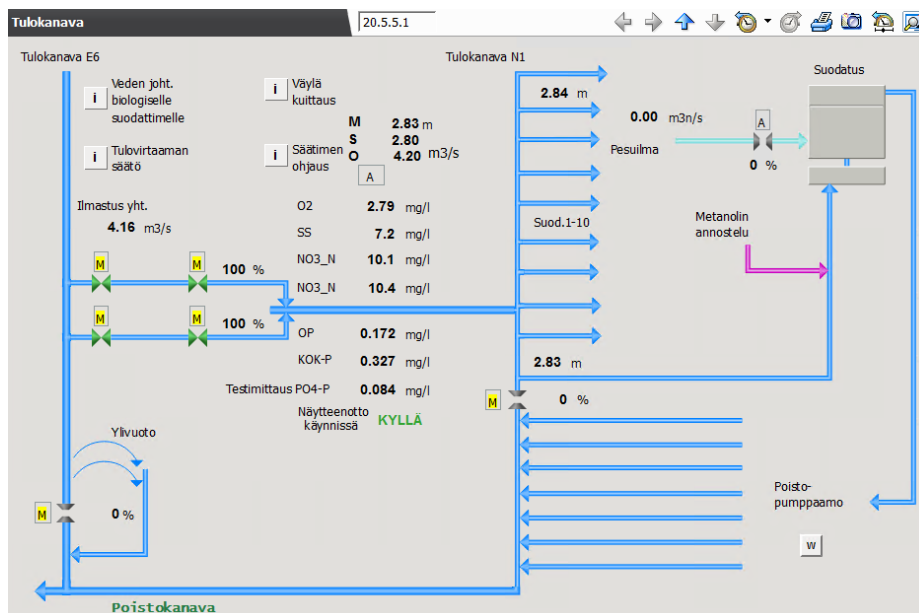 Tulokanava
20.5.5.1
Tulokanava E6
Tulokanava N1
i
Veden joht.
biologiselle
suodattimelle
i
Väylä
kuittaus
i
Tulovirtaaman
säätö
i
Säätimen
ohjaus
M 2.83 m
S 2.80
O 4.20 m3/s
A
2.84 m
0.00 m3n/s
Pesuilma
A
0 %
Suodatus
Ilmastus yht.
4.16 m3/s
O2 2.79 mg/l
SS 7.2 mg/l
NO3_N 10.1 mg/l
NO3_N 10.4 mg/l
Suod.1-10
Metanolin
annostelu
M
M
100 %
M
M
100 %
OP 0.172 mg/l
KOK-P 0.327 mg/l
Testimittaus PO4-P 0.084 mg/l
Näytteenotto
käynnissä
KYLLÄ
2.83 m
M
0 %
Ylivuoto
M
0 %
Poisto-
pumppaamo
W
Poistokanava